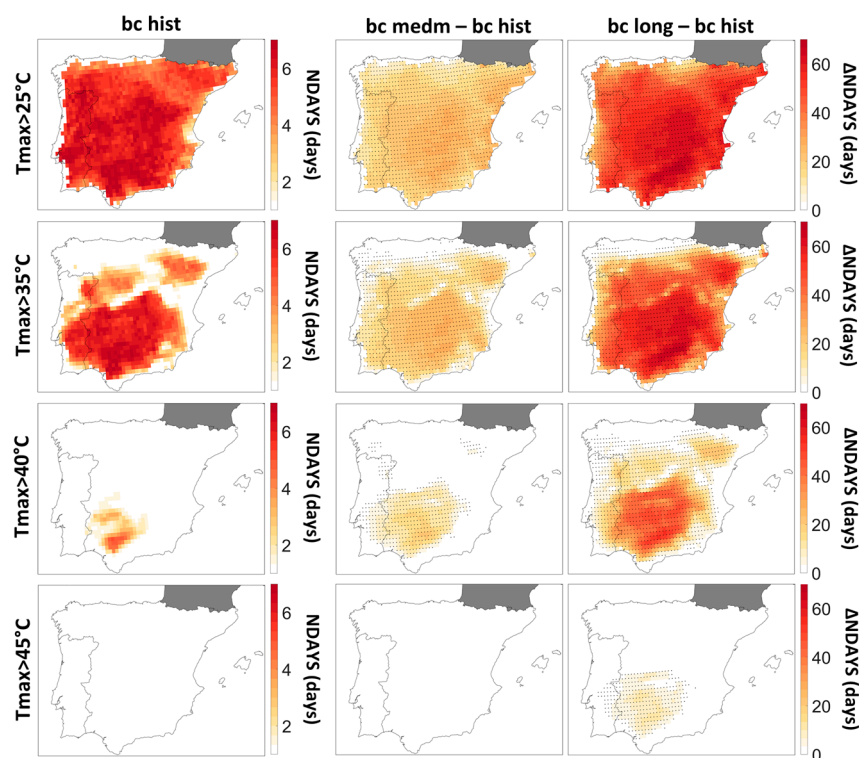 bc hist
bc medm – bc hist
bc long – bc hist
Tmax>25°C
6
4
2
NDAYS (days)
60
40
20
0
ΔNDAYS (days)
Tmax>35°C
6
4
2
NDAYS (days)
60
40
20
0
ΔNDAYS (days)
Tmax>40°C
6
4
2
NDAYS (days)
60
40
20
0
ΔNDAYS (days)
Tmax>45°C
6
4
2
NDAYS (days)
60
40
20
0
ΔNDAYS (days)